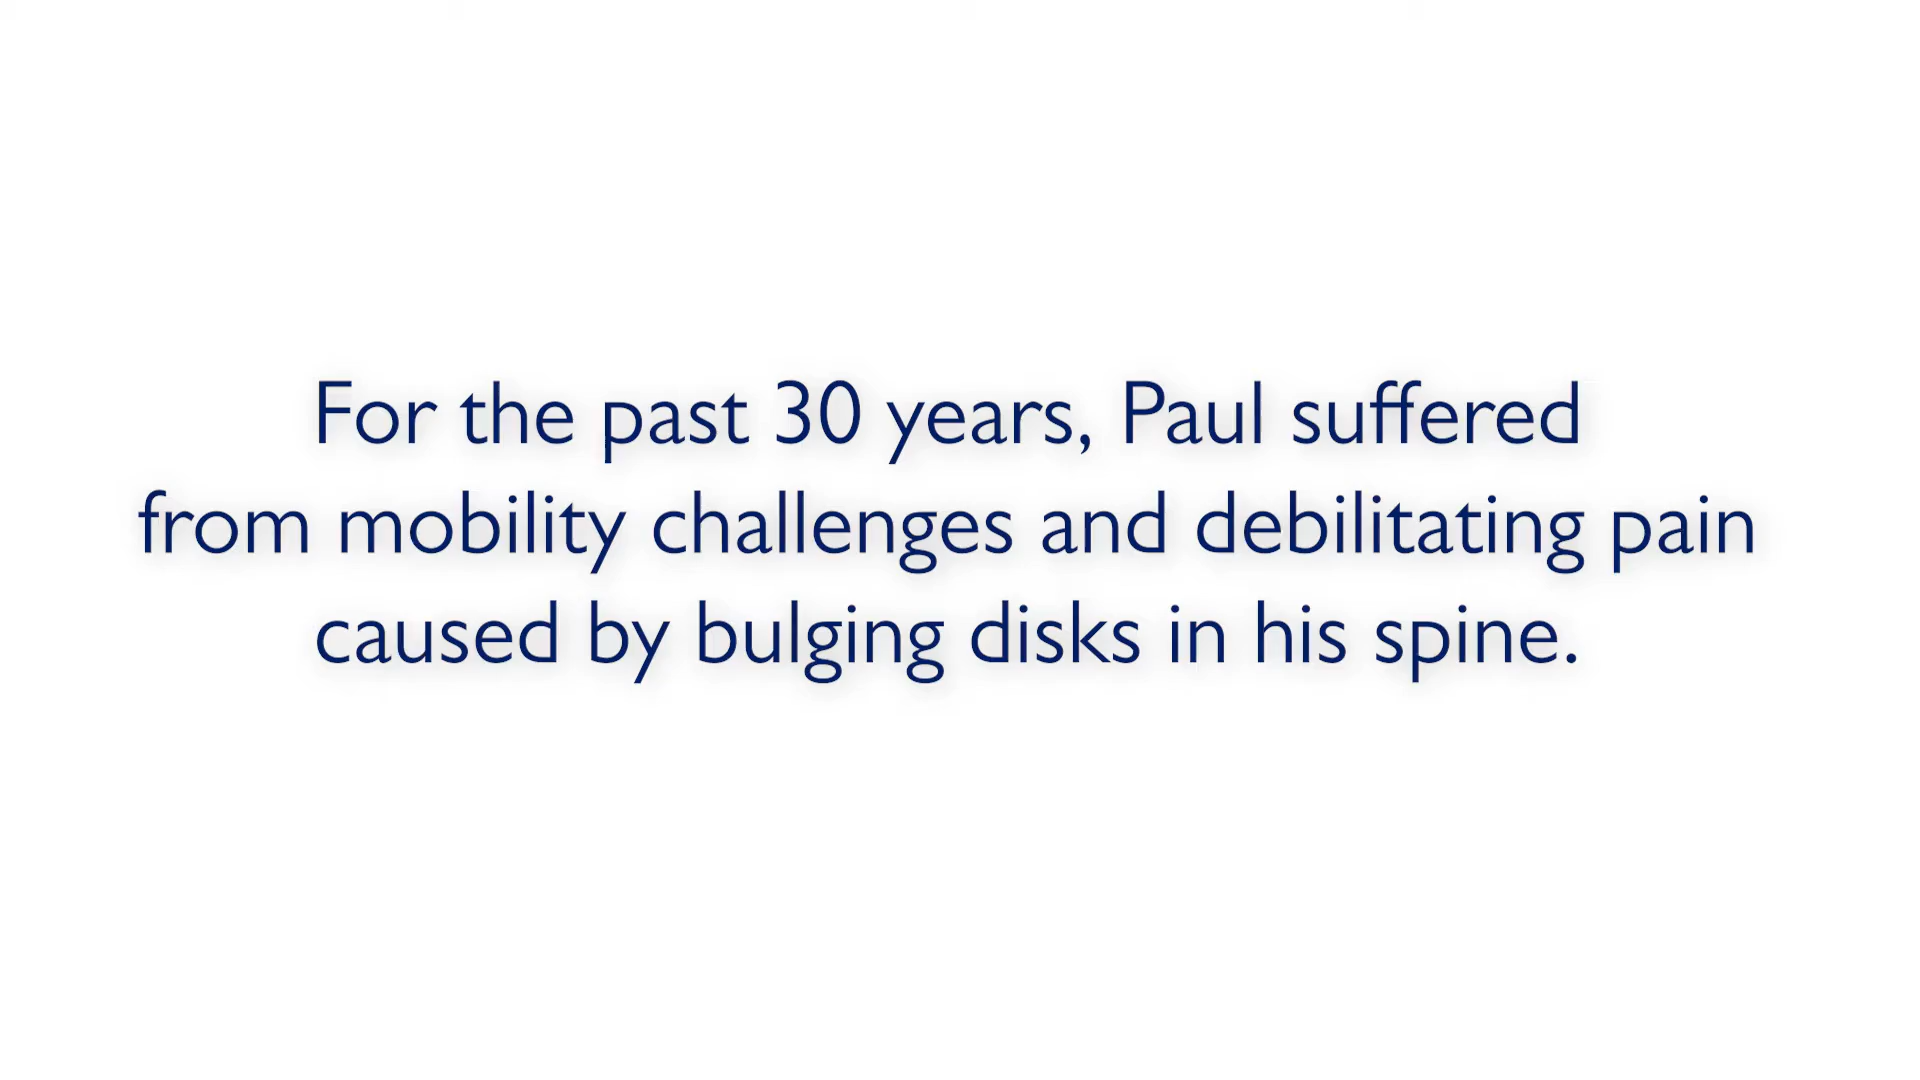 For the past 30 years, Paul suffered
from mobility challenges and debilitating pain
caused by bulging disks in his spine.